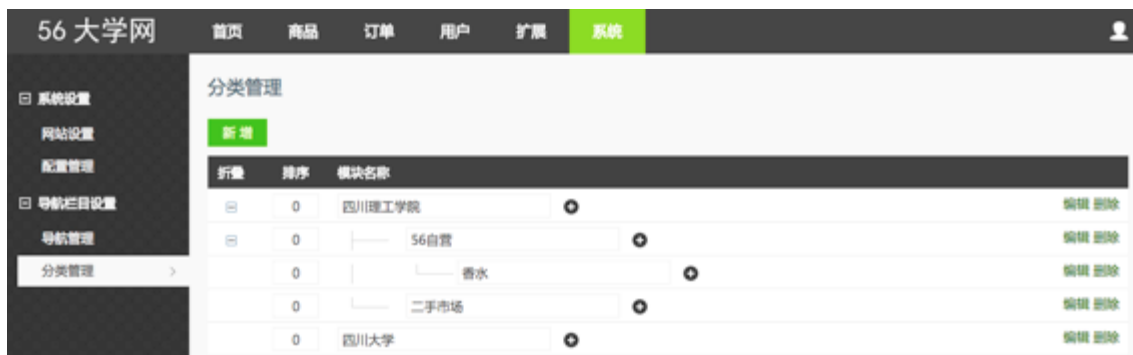 56 大学网 首页 商品 订单 用户 扩展 系统
系统设置
网站设置
配置管理
导航栏目设置
导航管理
分类管理
分类管理
新 增
折叠 排序 模块名称
0 四川理工学院 编辑 删除
0 56自营 编辑 删除
0 香水 编辑 删除
0 二手市场 编辑 删除
0 四川大学 编辑 删除